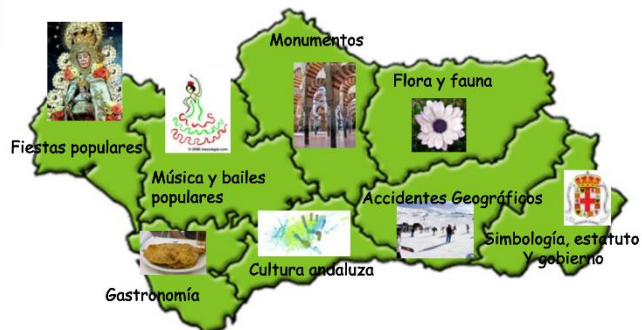 Monumentos
Flora y fauna
Fiestas populares
Música y bailes
populares
Accidentes Geográficos
Simbología, estatuto
Y gobierno
Cultura andaluza
Gastronomía